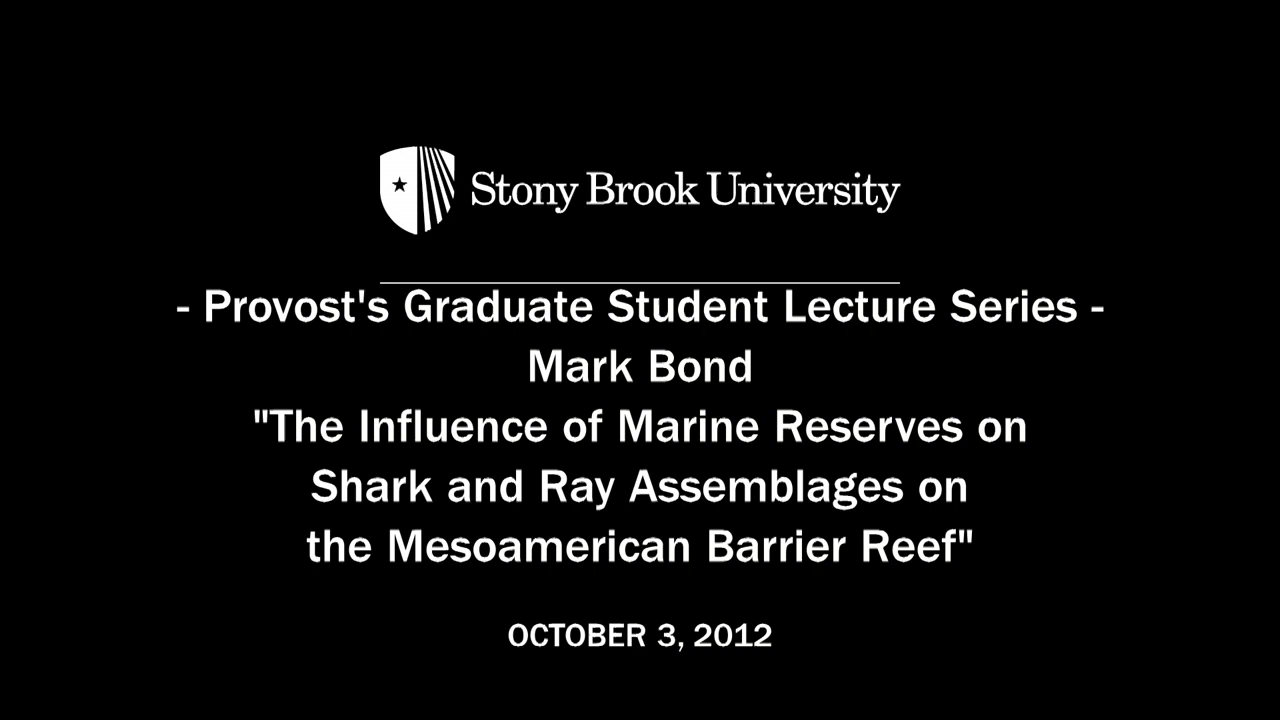 Stony Brook University
- Provost's Graduate Student Lecture Series -
Mark Bond
"The Influence of Marine Reserves on
Shark and Ray Assemblages on
the Mesoamerican Barrier Reef"
OCTOBER 3, 2012